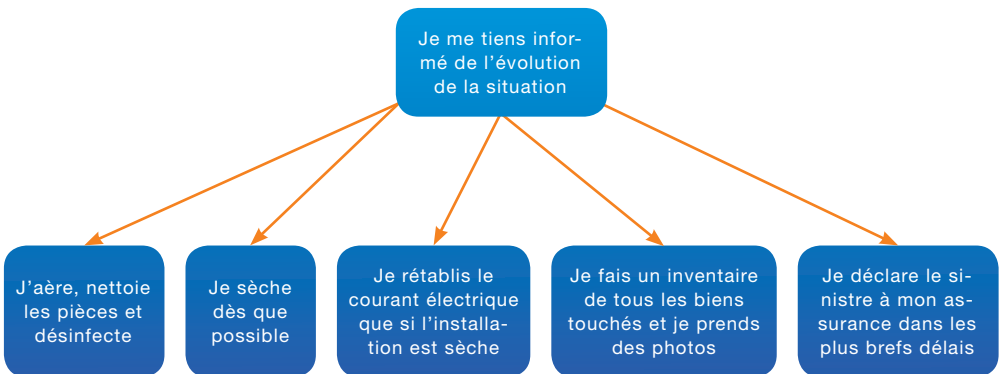 Je me tiens infor-
mé de l'évolution
de la situation
J'aère, nettoie
les pièces et
désinfecte
Je sèche
dès que
possible
Je rétablis le
courant électrique
que si l'installa-
tion est sèche
Je fais un inventaire
de tous les biens
touchés et je prends
des photos
Je déclare le si-
nistre à mon as-
surance dans les
plus brefs délais